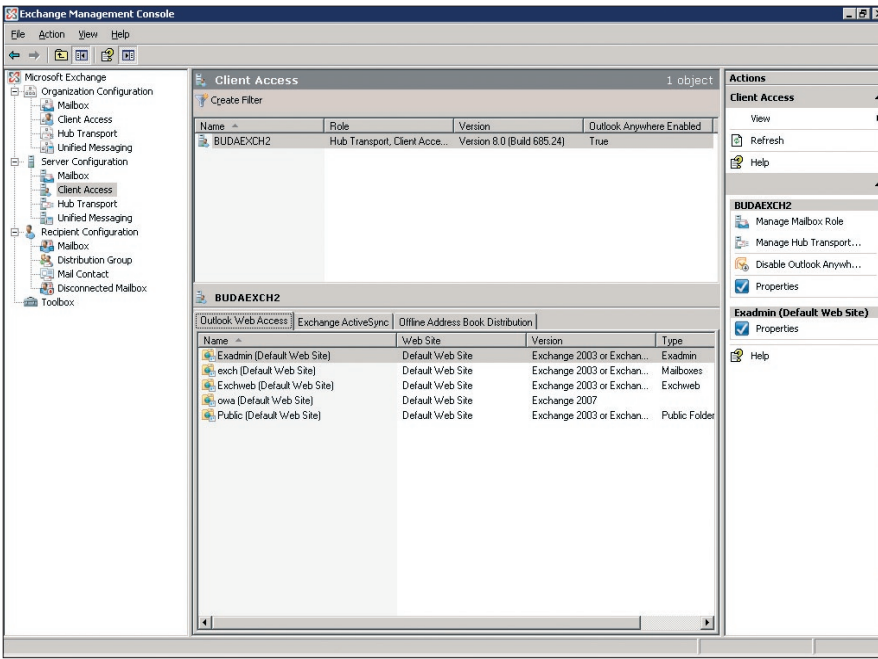 Exchange Management Console
File Action View Help
Microsoft Exchange
Organization Configuration
Mailbox
Client Access
Hub Transport
Unified Messaging
Server Configuration
Mailbox
Client Access
Hub Transport
Unified Messaging
Recipient Configuration
Mailbox
Distribution Group
Mail Contact
Disconnected Mailbox
Toolbox
Client Access 1 object
Create Filter
Name Role Version Outlook Anywhere Enabled
BUDAEXCH2 Hub Transport, Client Acce... Version 8.0 (Build 685.24) True
BUDAEXCH2
Outlook Web Access Exchange ActiveSync Offline Address Book Distribution
Name Web Site Version Type
Exadmin (Default Web Site) Default Web Site Exchange 2003 or Exchan... Exadmin
exch (Default Web Site) Default Web Site Exchange 2003 or Exchan... Mailboxes
Exchweb (Default Web Site) Default Web Site Exchange 2003 or Exchan... Exchweb
owa (Default Web Site) Default Web Site Exchange 2007
Public (Default Web Site) Default Web Site Exchange 2003 or Exchan... Public Folder
Actions
Client Access
View
Refresh
Help
BUDAEXCH2
Manage Mailbox Role
Manage Hub Transport...
Disable Outlook Anywh...
Properties
Exadmin (Default Web Site)
Properties
Help